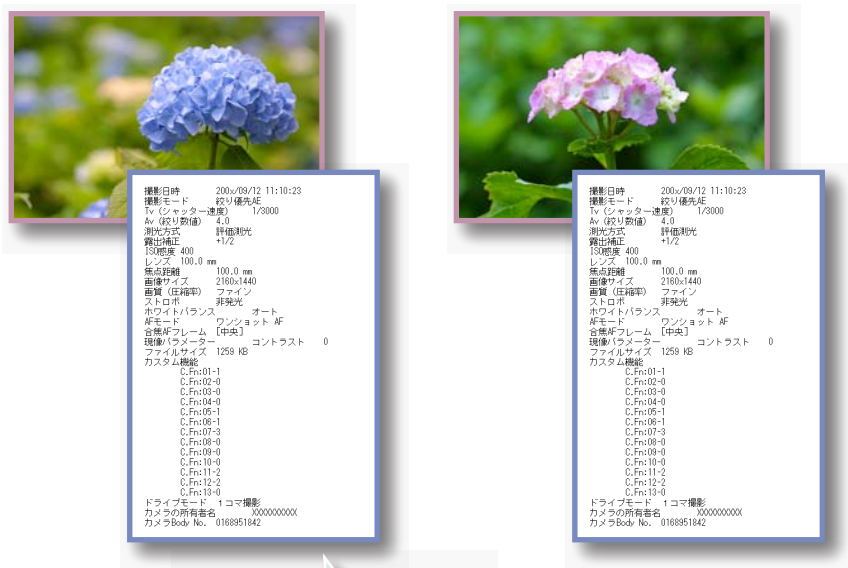 撮影日時 200x/09/12 11:10:23
撮影モード 絞り優先AE
Tv (シャッター速度) 1/3000
Av (絞り数値) 4.0
測光方式 評価測光
露出補正 +1/2
ISO感度 400
レンズ 100.0 mm
焦点距離 100.0 mm
画像サイズ 2160x1440
画質 (圧縮率) ファイン
ストロボ 非発光
ホワイトバランス オート
AFモード ワンショット AF
合焦AFフレーム [中央]
現像パラメーター コントラスト 0
ファイルサイズ 1259 KB
カスタム機能
C.Fn:01-1
C.Fn:02-0
C.Fn:03-0
C.Fn:04-0
C.Fn:05-1
C.Fn:06-1
C.Fn:07-3
C.Fn:08-0
C.Fn:09-0
C.Fn:10-0
C.Fn:11-2
C.Fn:12-2
C.Fn:13-0
ドライブモード 1コマ撮影
カメラの所有者名 XXXXXXXXXX
カメラBody No. 0168951842
撮影日時 200x/09/12 11:10:23
撮影モード 絞り優先AE
Tv (シャッター速度) 1/3000
Av (絞り数値) 4.0
測光方式 評価測光
露出補正 +1/2
ISO感度 400
レンズ 100.0 mm
焦点距離 100.0 mm
画像サイズ 2160x1440
画質 (圧縮率) ファイン
ストロボ 非発光
ホワイトバランス オート
AFモード ワンショット AF
合焦AFフレーム [中央]
現像パラメーター コントラスト 0
ファイルサイズ 1259 KB
カスタム機能
C.Fn:01-1
C.Fn:02-0
C.Fn:03-0
C.Fn:04-0
C.Fn:05-1
C.Fn:06-1
C.Fn:07-3
C.Fn:08-0
C.Fn:09-0
C.Fn:10-0
C.Fn:11-2
C.Fn:12-2
C.Fn:13-0
ドライブモード 1コマ撮影
カメラの所有者名 XXXXXXXXXX
カメラBody No. 0168951842